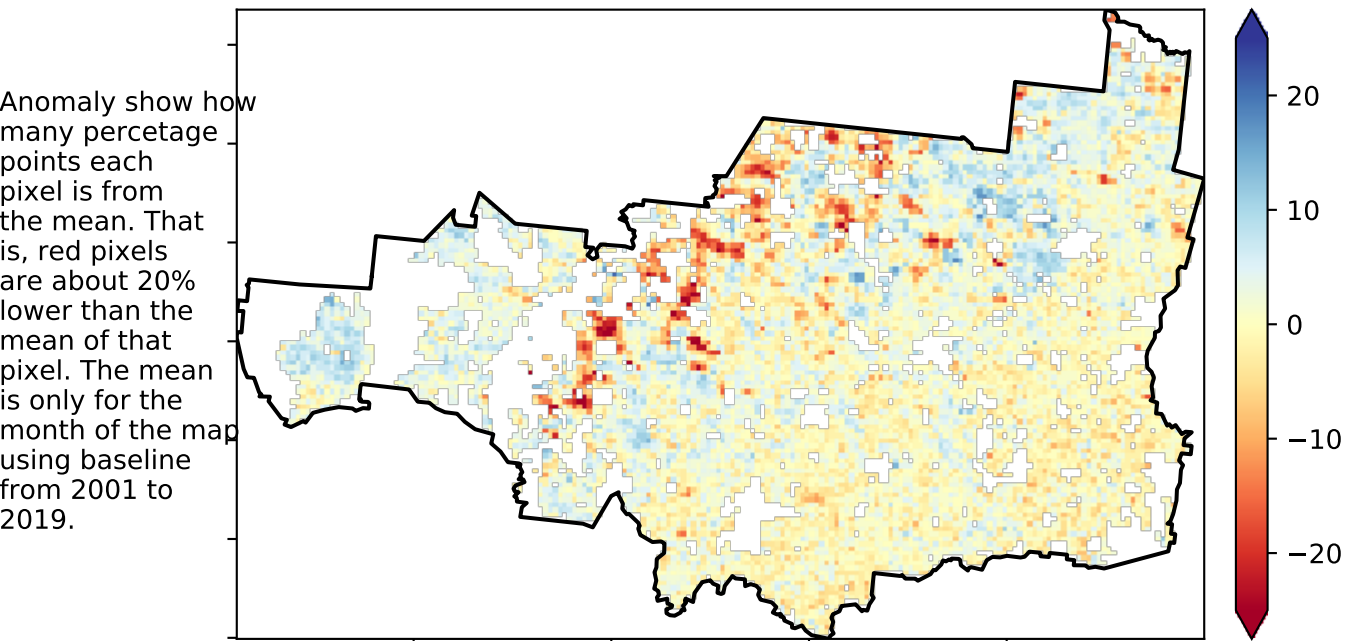 Anomaly show how
many percetage
points each
pixel is from
the mean. That
is, red pixels
are about 20%
lower than the
mean of that
pixel. The mean
is only for the
month of the map
using baseline
from 2001 to
2019.
20
10
0
−10
−20